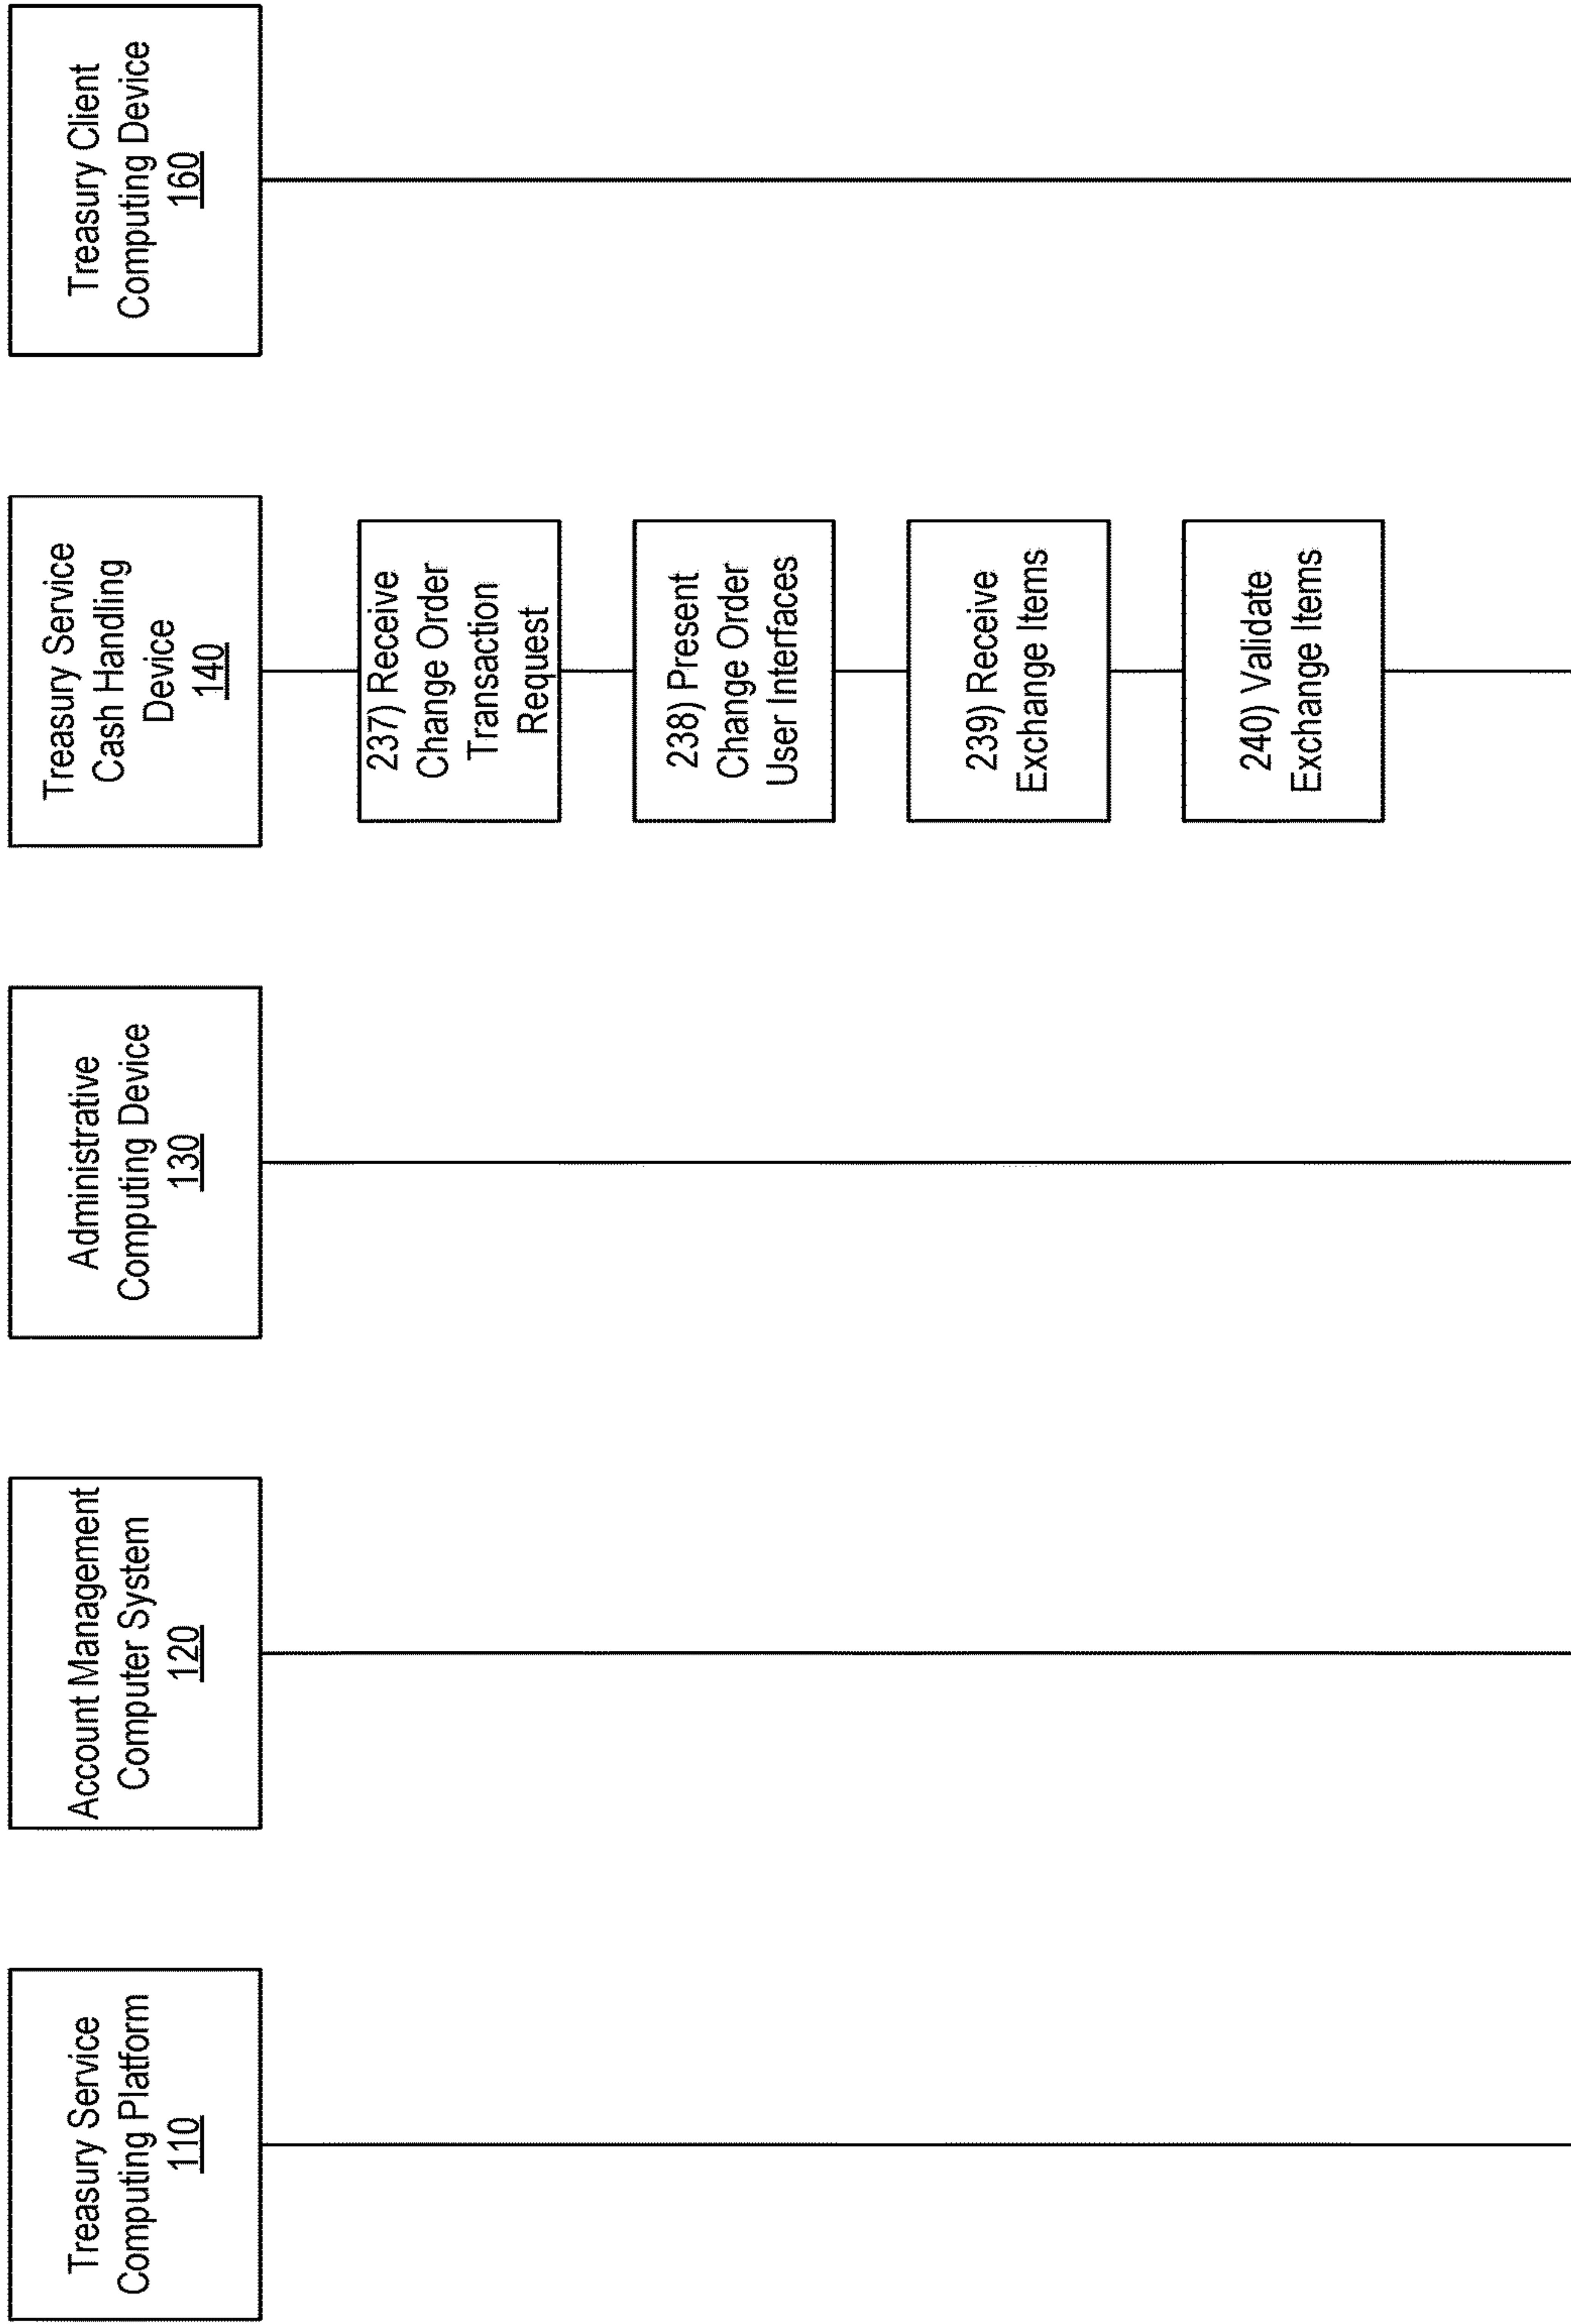 Treasury Service
Computing Platform
110
Account Management
Computer System
120
Administrative
Computing Device
130
Treasury Service
Cash Handling
Device
140
Treasury Client
Computing Device
160
237) Receive
Change Order
Transaction
Request
238) Present
Change Order
User Interfaces
239) Receive
Exchange Items
240) Validate
Exchange Items